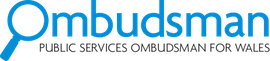 Ombudsman
PUBLIC SERVICES OMBUDSMAN FOR WALES